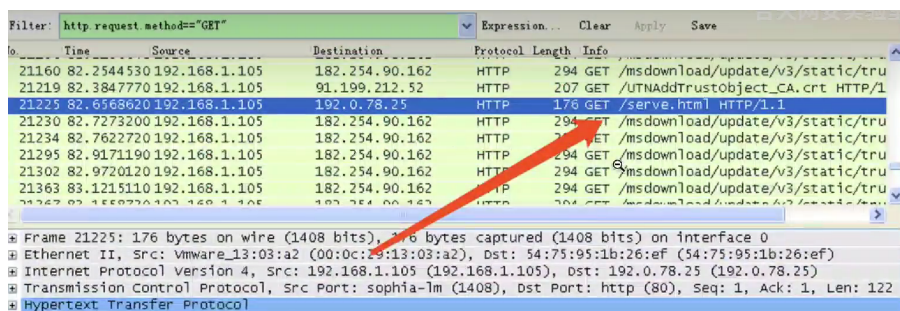 Filter: http.request.method=="GET" Expression... Clear Apply Save
No. Time Source Destination Protocol Length Info
21160 82.2544530 192.168.1.105 182.254.90.162 HTTP 294 GET /msdownload/update/v3/static/tru
21219 82.3847770 192.168.1.105 91.199.212.52 HTTP 207 GET /UTNAddTrustObject_CA.crt HTTP/1
21225 82.6568620 192.168.1.105 192.0.78.25 HTTP 176 GET /serve.html HTTP/1.1
21230 82.7273200 192.168.1.105 182.254.90.162 HTTP 294 GET /msdownload/update/v3/static/tru
21234 82.7622720 192.168.1.105 182.254.90.162 HTTP GET /msdownload/update/v3/static/tru
21295 82.9171190 192.168.1.105 182.254.90.162 HTTP 294 GET /msdownload/update/v3/static/tru
21302 82.9720120 192.168.1.105 182.254.90.162 HTTP 294 GET /msdownload/update/v3/static/tru
21363 83.1215110 192.168.1.105 182.254.90.162 HTTP 294 GET /msdownload/update/v3/static/tru
Frame 21225: 176 bytes on wire (1408 bits), 176 bytes captured (1408 bits) on interface 0
Ethernet II, Src: Vmware_13:03:a2 (00:0c:29:13:03:a2), Dst: 54:75:95:1b:26:ef (54:75:95:1b:26:ef)
Internet Protocol Version 4, Src: 192.168.1.105 (192.168.1.105), Dst: 192.0.78.25 (192.0.78.25)
Transmission Control Protocol, Src Port: sophia-lm (1408), Dst Port: http (80), Seq: 1, Ack: 1, Len: 122
Hypertext Transfer Protocol